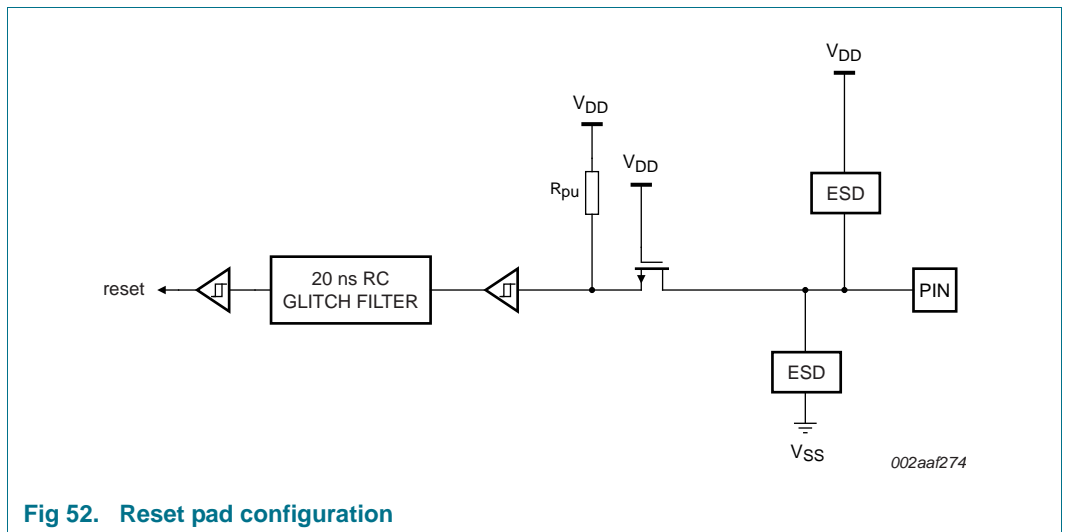 VDD
VDD
VDD
Rpu
ESD
reset
20 ns RC
GLITCH FILTER
PIN
ESD
VSS
002aaf274
Fig 52. Reset pad configuration